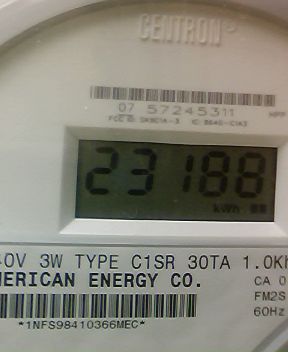 CENTRON®
07 57245311
23188
kWh
40V 3W TYPE C1SR 30TA 1.0Kh
MERICAN ENERGY CO.
CA 0
FM2S
60Hz
*1NFS98410366MEC*